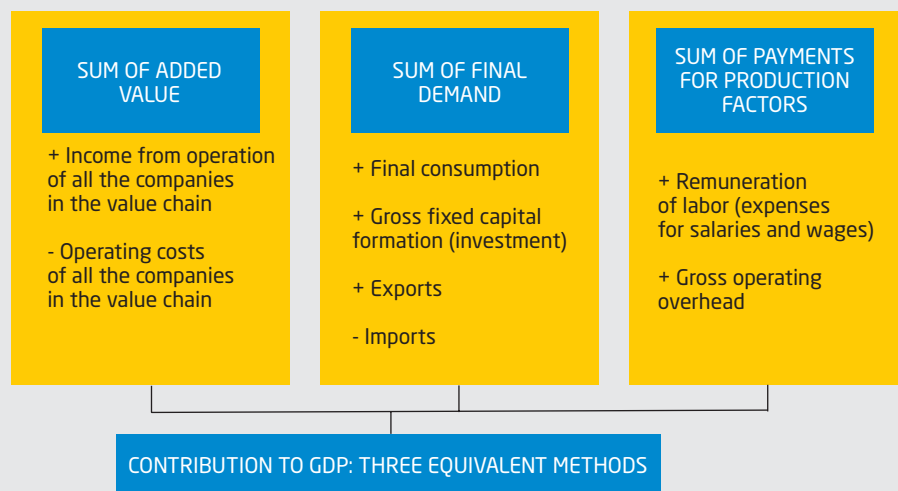 SUM OF ADDED
VALUE
+ Income from operation
of all the companies
in the value chain
- Operating costs
of all the companies
in the value chain
SUM OF FINAL
DEMAND
+ Final consumption
+ Gross fixed capital
formation (investment)
+ Exports
- Imports
SUM OF PAYMENTS
FOR PRODUCTION
FACTORS
+ Remuneration
of labor (expenses
for salaries and wages)
+ Gross operating
overhead
CONTRIBUTION TO GDP: THREE EQUIVALENT METHODS